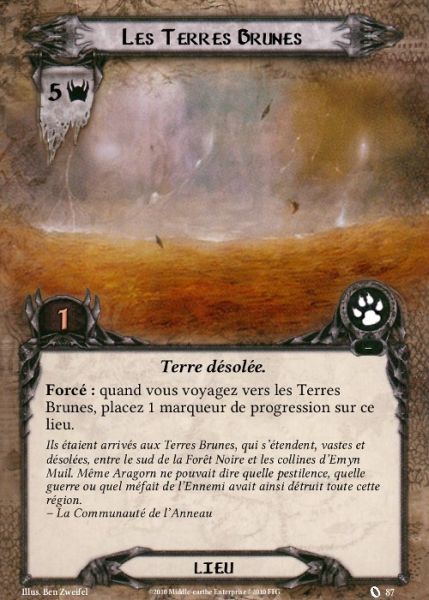 Les Terres Brunes
5
1
Terre désolée.
Forcé : quand vous voyagez vers les Terres
Brunes, placez 1 marqueur de progression sur ce
lieu.
Ils étaient arrivés aux Terres Brunes, qui s'étendent, vastes et
désolées, entre le sud de la Forêt Noire et les collines d'Emyn
Muil. Même Aragorn ne pouvait dire quelle pestilence, quelle
guerre ou quel méfait de l'Ennemi avait ainsi détruit toute cette
région.
– La Communauté de l'Anneau
LIEU
Illus. Ben Zweifel
©2010 Middle-earthe Enterprise ©2010 FFG
87